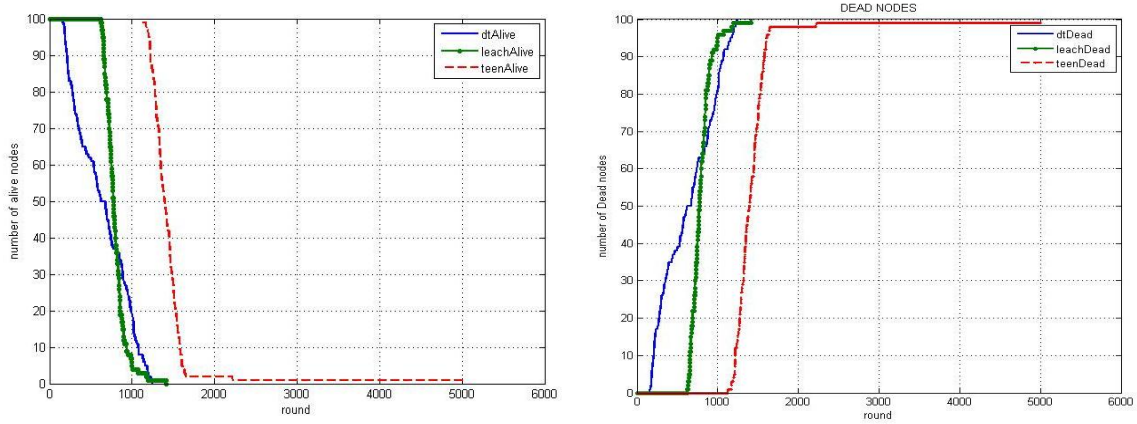 100
90
80
70
60
50
40
30
20
10
0
number of alive nodes
dtAlive
leachAlive
teenAlive
0 1000 2000 3000 4000 5000 6000
round
DEAD NODES
100
90
80
70
60
50
40
30
20
10
0
number of Dead nodes
dtDead
leachDead
teenDead
0 1000 2000 3000 4000 5000 6000
round